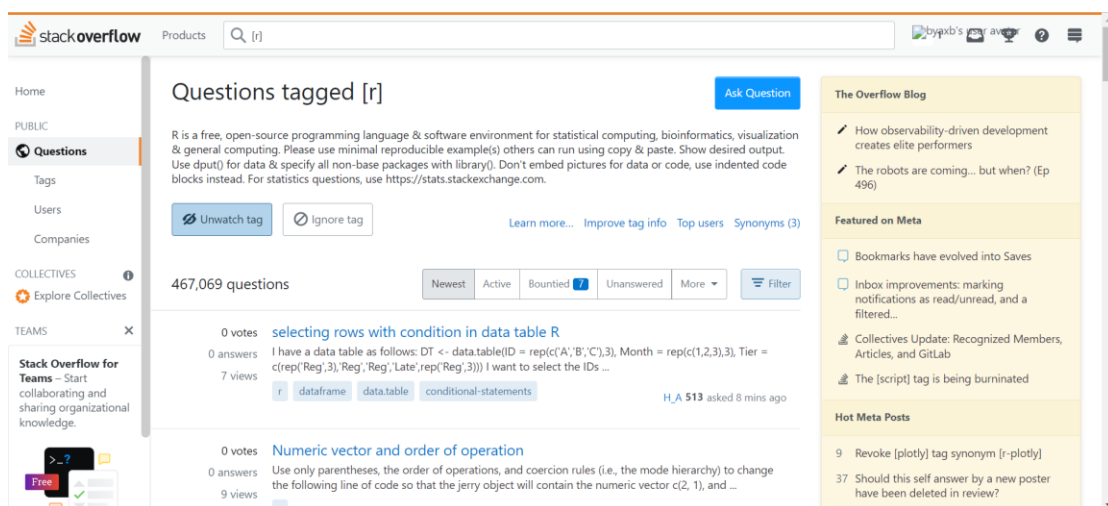 stack overflow
Products
[r]
byaxb's user avatar
Home
PUBLIC
Questions
Tags
Users
Companies
COLLECTIVES
Explore Collectives
TEAMS
Stack Overflow for
Teams – Start
collaborating and
sharing organizational
knowledge.
>_?
Free
Questions tagged [r]
Ask Question
R is a free, open-source programming language & software environment for statistical computing, bioinformatics, visualization
& general computing. Please use minimal reproducible example(s) others can run using copy & paste. Show desired output.
Use dput() for data & specify all non-base packages with library(). Don't embed pictures for data or code, use indented code
blocks instead. For statistics questions, use https://stats.stackexchange.com.
Unwatch tag
Ignore tag
Learn more... Improve tag info Top users Synonyms (3)
467,069 questions
Newest Active Bountied 7 Unanswered More
Filter
0 votes
0 answers
7 views
selecting rows with condition in data table R
I have a data table as follows: DT <- data.table(ID = rep(c('A','B','C'),3), Month = rep(c(1,2,3),3), Tier =
c(rep('Reg',3),'Reg','Reg','Late',rep('Reg',3))) I want to select the IDs ...
r dataframe data.table conditional-statements
H_A 513 asked 8 mins ago
0 votes
0 answers
9 views
Numeric vector and order of operation
Use only parentheses, the order of operations, and coercion rules (i.e., the mode hierarchy) to change
the following line of code so that the jerry object will contain the numeric vector c(2, 1), and ...
The Overflow Blog
How observability-driven development
creates elite performers
The robots are coming... but when? (Ep
496)
Featured on Meta
Bookmarks have evolved into Saves
Inbox improvements: marking
notifications as read/unread, and a
filtered...
Collectives Update: Recognized Members,
Articles, and GitLab
The [script] tag is being burninated
Hot Meta Posts
9 Revoke [plotly] tag synonym [r-plotly]
37 Should this self answer by a new poster
have been deleted in review?